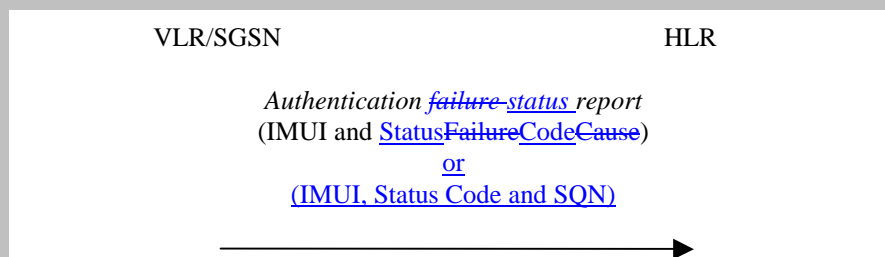 VLR/SGSN HLR
Authentication failure status report
(IMUI and StatusFailureCodeCause)
or
(IMUI, Status Code and SQN)